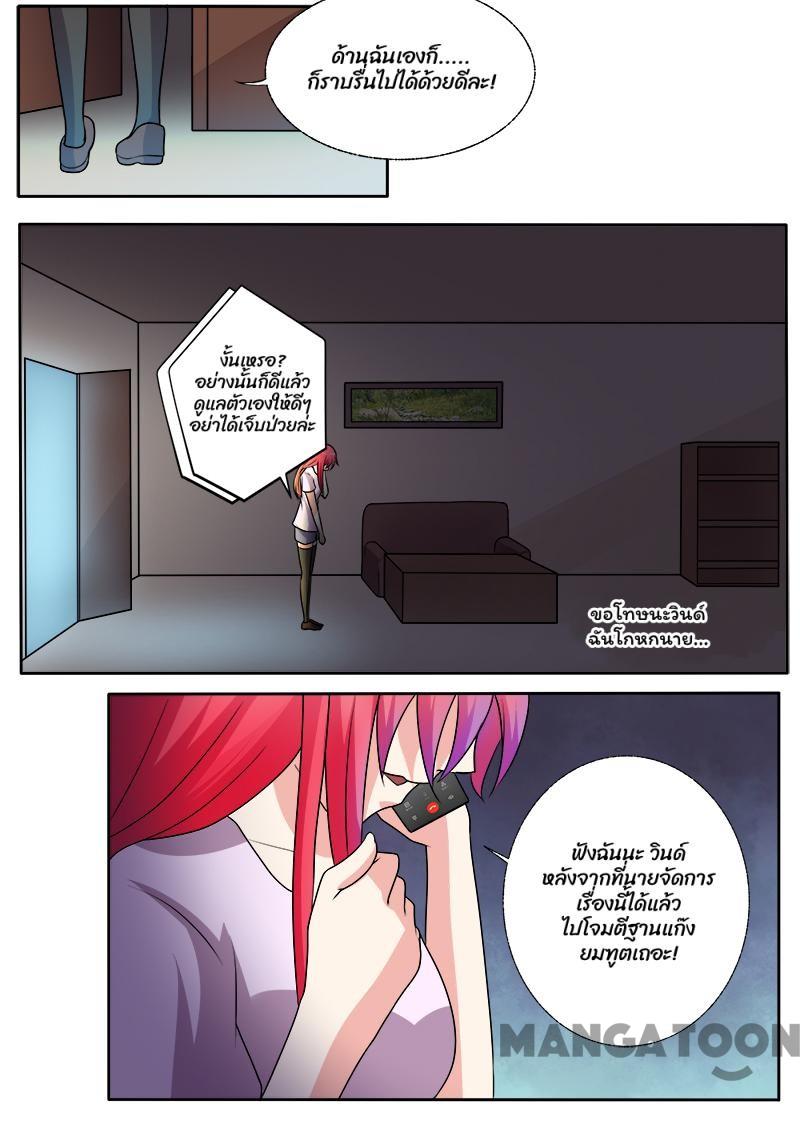 ด้านฉันเองก็.....
ก็ราบรื่นไปได้ด้วยดีละ!
งั้นเหรอ?
อย่างนั้นก็ดีแล้ว
ดูแลตัวเองให้ดีๆ
อย่าได้เจ็บป่วยล่ะ
ขอโทษนะวินด์
ฉันโกหกนาย...
ฟังฉันนะ วินด์
หลังจากที่นายจัดการ
เรื่องนี้ได้แล้ว
ไปโจมตีฐานแก๊ง
ยมทูตเถอะ!
MANGATOON